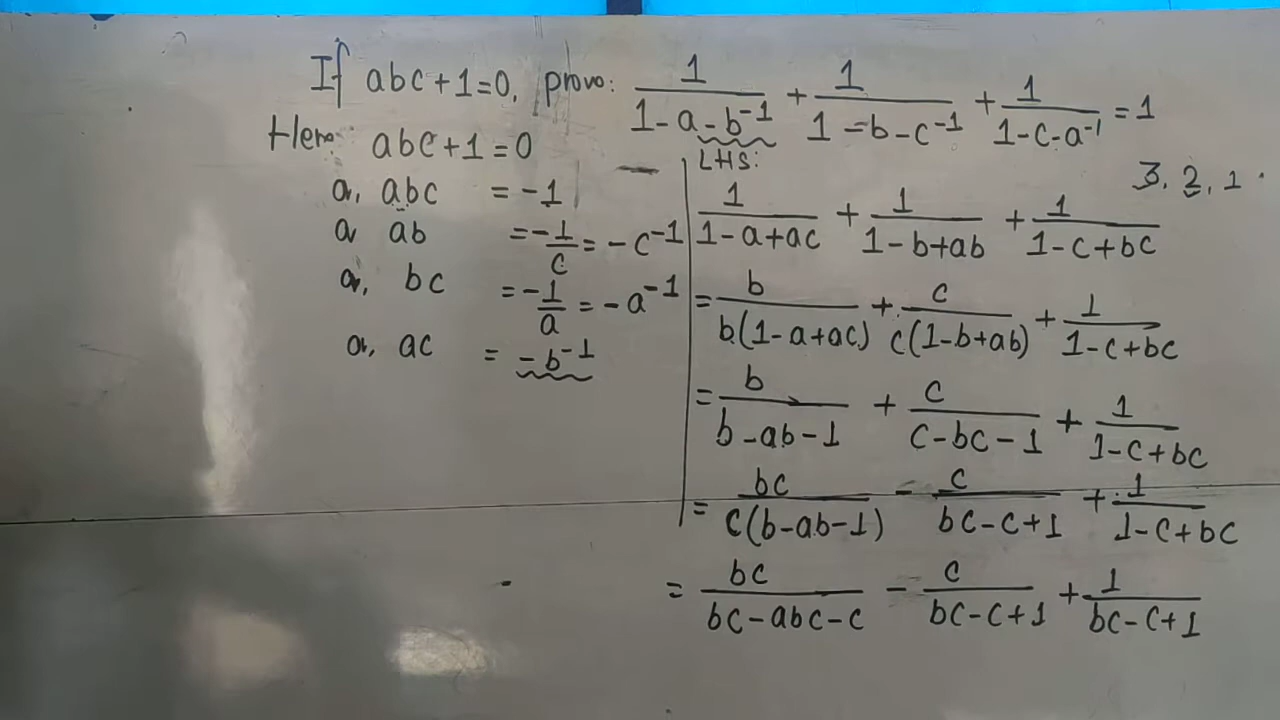 If abc+1=0, prove: 1/(1-a-b⁻¹) + 1/(1-b-c⁻¹) + 1/(1-c-a⁻¹) = 1
Here abc+1=0
LHS:
or, abc = -1
3, 2, 1.
or ab = -1/c = -c⁻¹
or, bc = -1/a = -a⁻¹
or, ac = -b⁻¹
1/(1-a+ac) + 1/(1-b+ab) + 1/(1-c+bc)
= b/b(1-a+ac) + c/c(1-b+ab) + 1/(1-c+bc)
= b/(b-ab-1) + c/(c-bc-1) + 1/(1-c+bc)
= bc/c(b-ab-1) - c/(bc-c+1) + 1/(1-c+bc)
= bc/(bc-abc-c) - c/(bc-c+1) + 1/(bc-c+1)